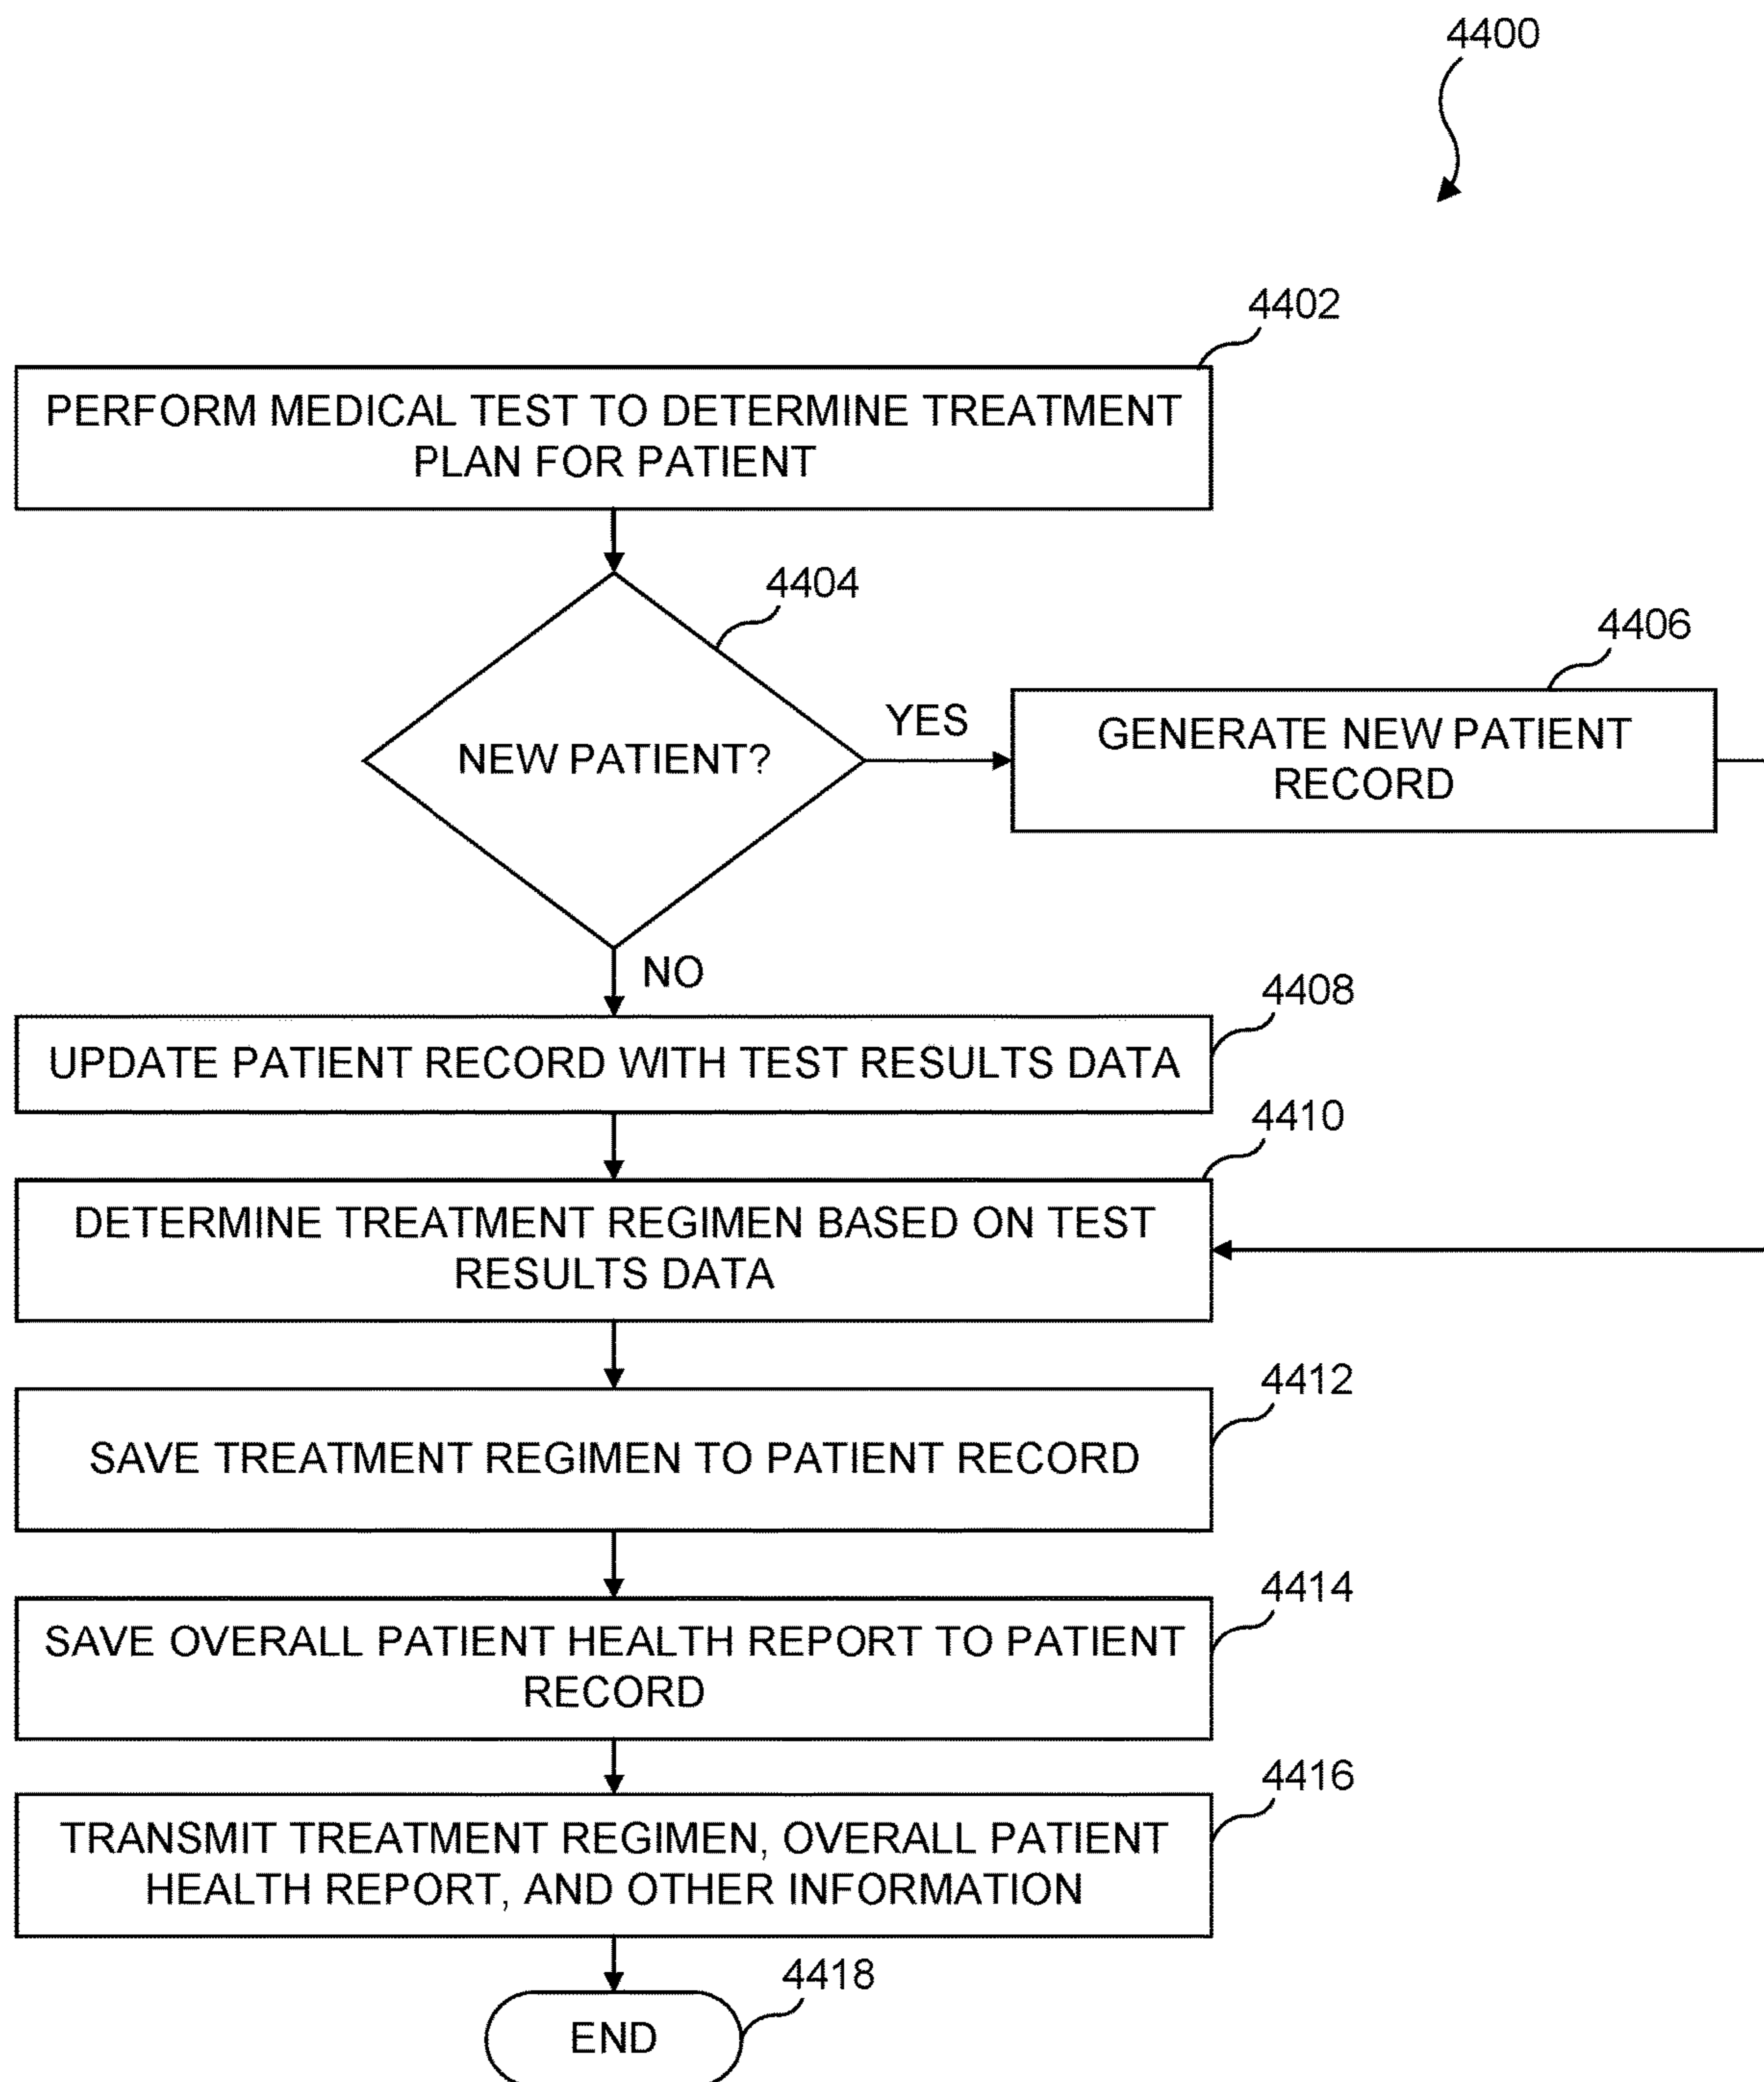 4400
4402
PERFORM MEDICAL TEST TO DETERMINE TREATMENT
PLAN FOR PATIENT
4404
NEW PATIENT?
YES
4406
GENERATE NEW PATIENT
RECORD
NO
4408
UPDATE PATIENT RECORD WITH TEST RESULTS DATA
4410
DETERMINE TREATMENT REGIMEN BASED ON TEST
RESULTS DATA
4412
SAVE TREATMENT REGIMEN TO PATIENT RECORD
4414
SAVE OVERALL PATIENT HEALTH REPORT TO PATIENT
RECORD
4416
TRANSMIT TREATMENT REGIMEN, OVERALL PATIENT
HEALTH REPORT, AND OTHER INFORMATION
4418
END